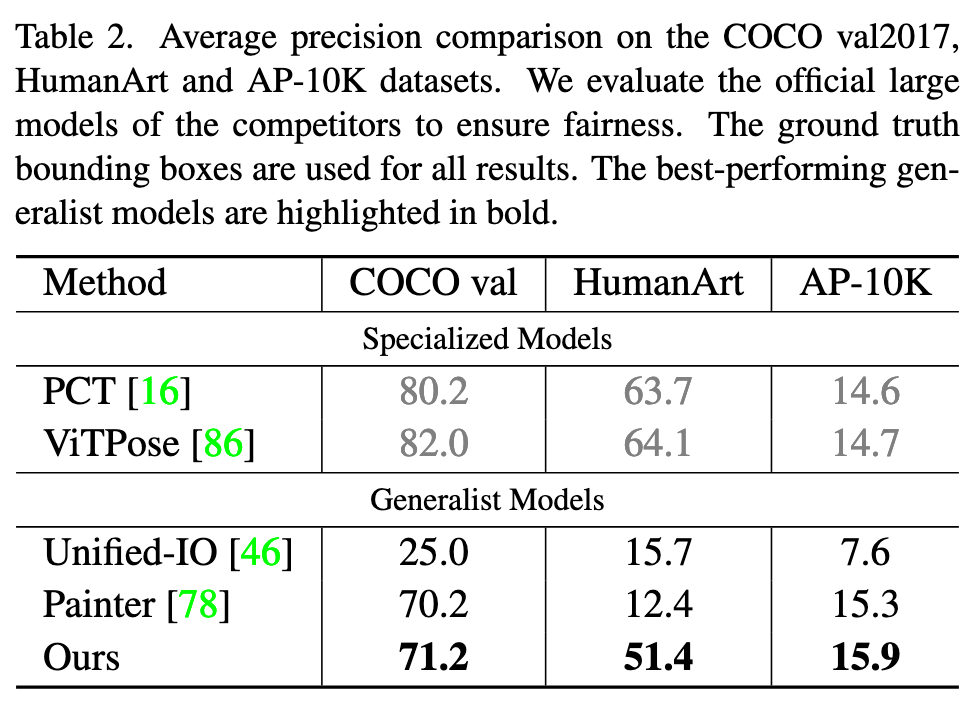 Table 2. Average precision comparison on the COCO val2017,
HumanArt and AP-10K datasets. We evaluate the official large
models of the competitors to ensure fairness. The ground truth
bounding boxes are used for all results. The best-performing gen-
eralist models are highlighted in bold.
Method COCO val HumanArt AP-10K
Specialized Models
PCT [16] 80.2 63.7 14.6
ViTPose [86] 82.0 64.1 14.7
Generalist Models
Unified-IO [46] 25.0 15.7 7.6
Painter [78] 70.2 12.4 15.3
Ours 71.2 51.4 15.9